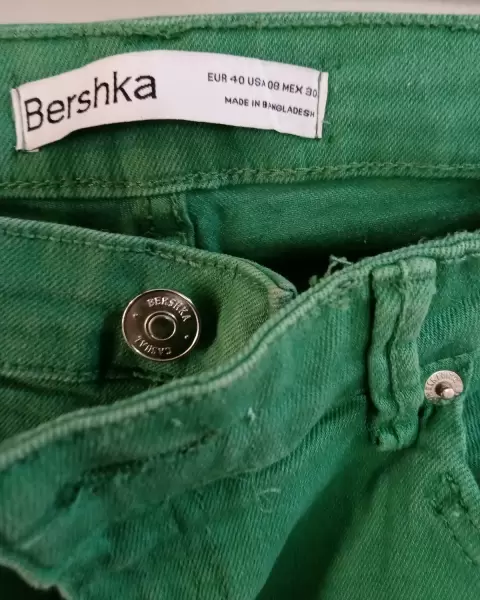 Bershka
EUR 40 USA 08 MEX 30
MADE IN BANGLADESH
BERSHKA
CASUAL